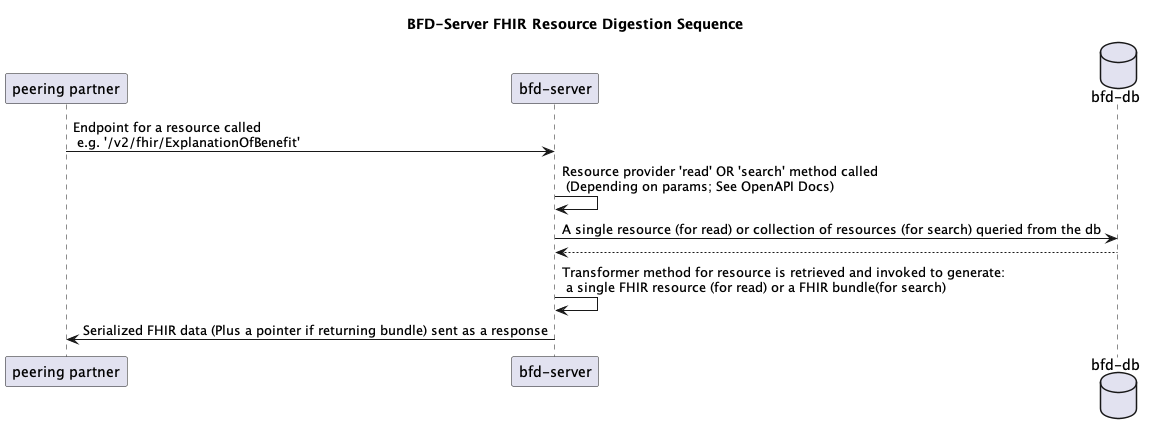 BFD-Server FHIR Resource Digestion Sequence
peering partner
bfd-server
bfd-db
Endpoint for a resource called
e.g. '/v2/fhir/ExplanationOfBenefit'
Resource provider 'read' OR 'search' method called
(Depending on params; See OpenAPI Docs)
A single resource (for read) or collection of resources (for search) queried from the db
Transformer method for resource is retrieved and invoked to generate:
a single FHIR resource (for read) or a FHIR bundle(for search)
Serialized FHIR data (Plus a pointer if returning bundle) sent as a response
peering partner
bfd-server
bfd-db